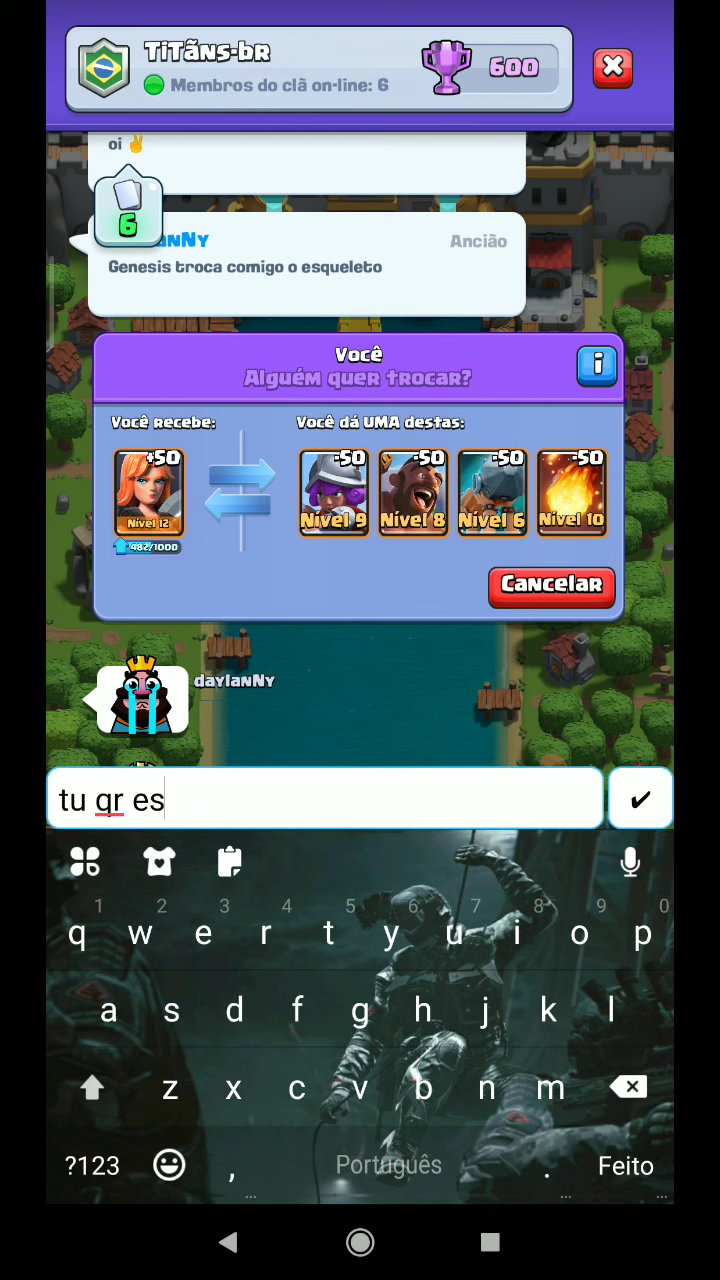 TiTãns-bR
Membros do clã on-line: 6
600
oi ✌
6
anNy
Ancião
Genesis troca comigo o esqueleto
Você
Alguém quer trocar?
i
Você recebe:
Você dá UMA destas:
+50
-50
-50
-50
-50
Nível 12
Nível 9
Nível 8
Nível 6
Nível 10
482/1000
Cancelar
daylanNy
tu qr es
1 2 3 4 5 6 7 8 9 0
q w e r t y u i o p
a s d f g h j k l
z x c v b n m
?123 , Português . Feito